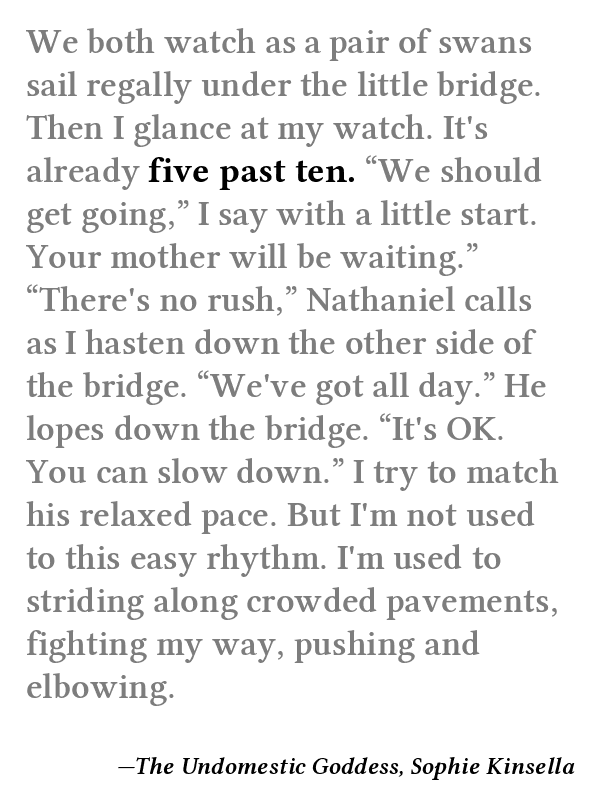 We both watch as a pair of swans
sail regally under the little bridge.
Then I glance at my watch. It's
already five past ten. “We should
get going,” I say with a little start.
Your mother will be waiting.”
“There's no rush,” Nathaniel calls
as I hasten down the other side of
the bridge. “We've got all day.” He
lopes down the bridge. “It's OK.
You can slow down.” I try to match
his relaxed pace. But I'm not used
to this easy rhythm. I'm used to
striding along crowded pavements,
fighting my way, pushing and
elbowing.
—The Undomestic Goddess, Sophie Kinsella